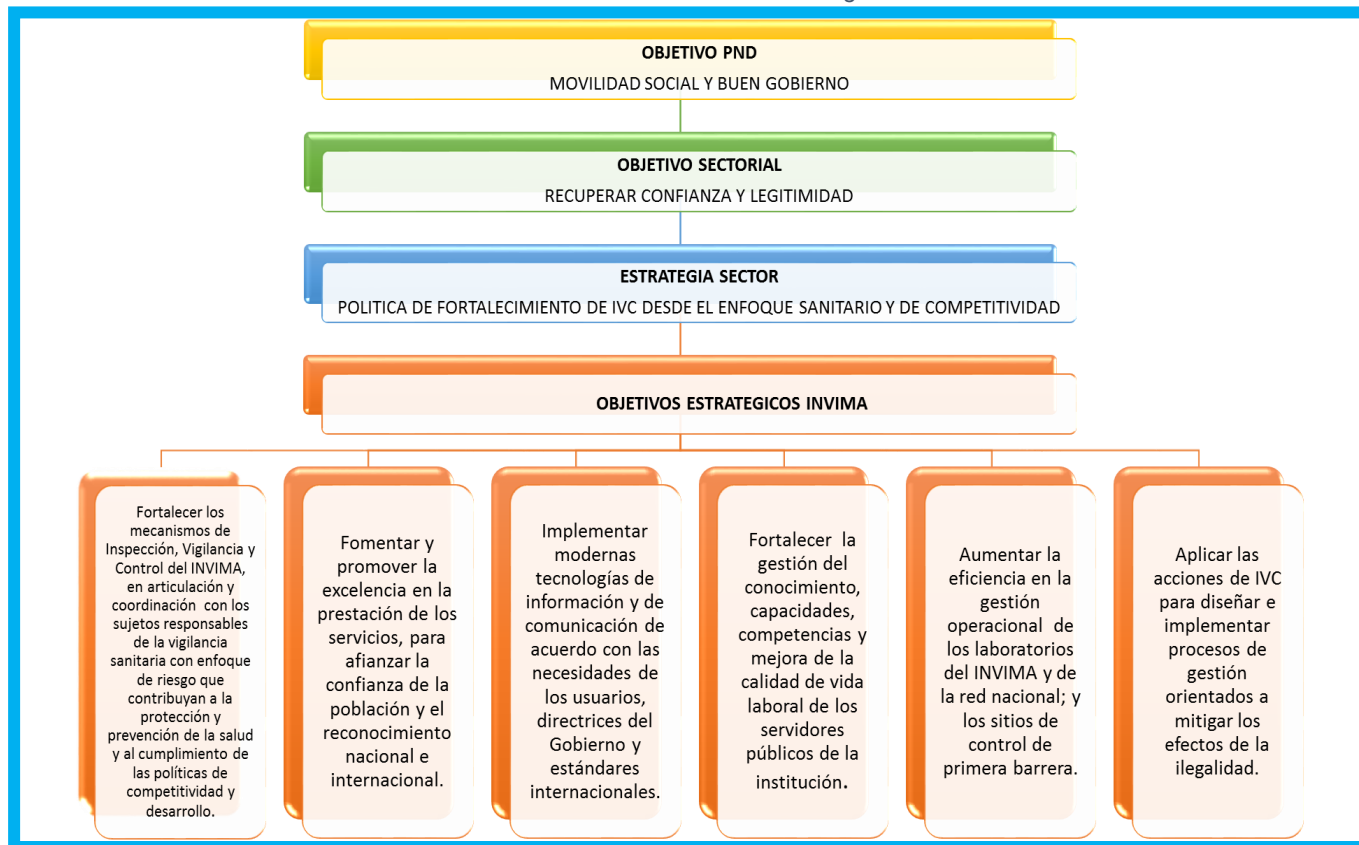 OBJETIVO PND
MOVILIDAD SOCIAL Y BUEN GOBIERNO
OBJETIVO SECTORIAL
RECUPERAR CONFIANZA Y LEGITIMIDAD
ESTRATEGIA SECTOR
POLITICA DE FORTALECIMIENTO DE IVC DESDE EL ENFOQUE SANITARIO Y DE COMPETITIVIDAD
OBJETIVOS ESTRATEGICOS INVIMA
Fortalecer los
mecanismos de
Inspección, Vigilancia y
Control del INVIMA,
en articulación y
coordinación con los
sujetos responsables
de la vigilancia
sanitaria con enfoque
de riesgo que
contribuyan a la
protección y
prevención de la salud
y al cumplimiento de
las políticas de
competitividad y
desarrollo.
Fomentar y
promover la
excelencia en la
prestación de los
servicios, para
afianzar la
confianza de la
población y el
reconocimiento
nacional e
internacional.
Implementar
modernas
tecnologías de
información y de
comunicación de
acuerdo con las
necesidades de
los usuarios,
directrices del
Gobierno y
estándares
internacionales.
Fortalecer la
gestión del
conocimiento,
capacidades,
competencias y
mejora de la
calidad de vida
laboral de los
servidores
públicos de la
institución.
Aumentar la
eficiencia en la
gestión
operacional de
los laboratorios
del INVIMA y de
la red nacional; y
los sitios de
control de
primera barrera.
Aplicar las
acciones de IVC
para diseñar e
implementar
procesos de
gestión
orientados a
mitigar los
efectos de la
ilegalidad.